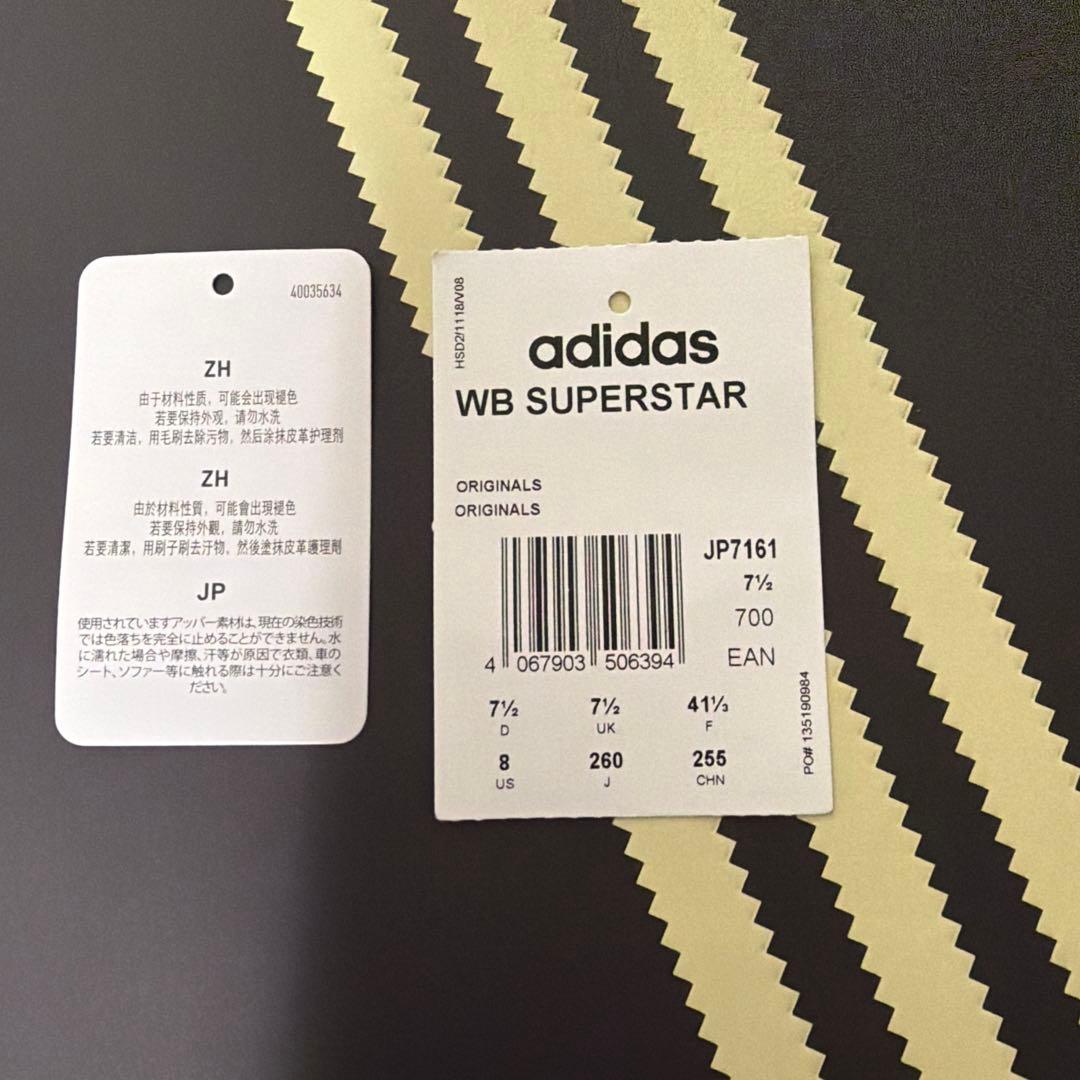 40035634
ZH
由于材料性质，可能会出现褪色
若要保持外观，请勿水洗
若要清洁，用毛刷去除污物，然后涂抹皮革护理剂
ZH
由於材料性質，可能會出現褪色
若要保持外觀，請勿水洗
若要清潔，用刷子刷去汙物，然後塗抹皮革護理劑
JP
使用されていますアッパー素材は、現在の染色技術
では色落ちを完全に止めることができません。水
に濡れた場合や摩擦、汗等が原因で衣類、車の
シート、ソファー等に触れる際は十分にご注意く
ださい。
HSD2/1118/V08
adidas
WB SUPERSTAR
ORIGINALS
ORIGINALS
JP7161
7½
700
EAN
4 067903 506394
7½ 7½ 41⅓
D UK F
8 260 255
US J CHN
PO# 135190984